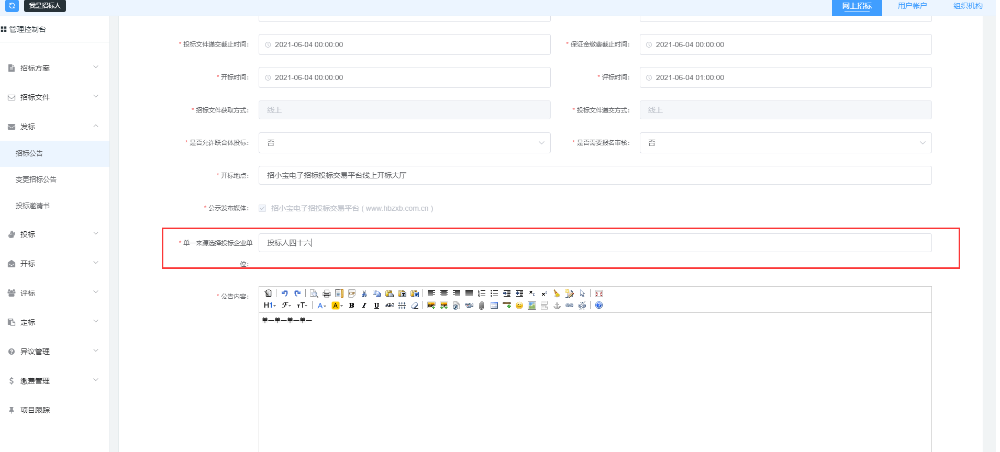 我是招标人
网上招标 用户帐户 组织机构
管理控制台
招标方案
招标文件
发标
招标公告
变更招标公告
投标邀请书
投标
开标
评标
定标
异议管理
缴费管理
项目跟踪
* 投标文件递交截止时间: 2021-06-04 00:00:00 * 保证金缴费截止时间: 2021-06-04 00:00:00
* 开标时间: 2021-06-04 00:00:00 * 评标时间: 2021-06-04 01:00:00
* 招标文件获取方式: 线上 * 投标文件递交方式: 线上
* 是否允许联合体投标: 否 * 是否需要报名审核: 否
* 开标地点: 招小宝电子招标投标交易平台线上开标大厅
* 公示发布媒体: 招小宝电子招投标交易平台 ( www.hbzxb.com.cn )
* 单一来源选择投标企业单 投标人四十六
位:
* 公告内容:
单一单一单一单一